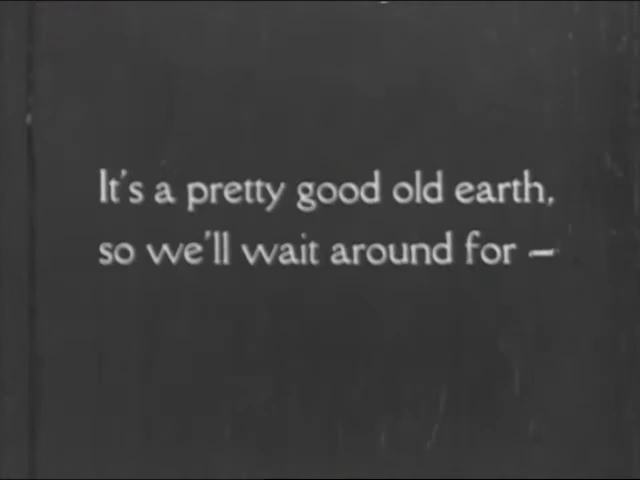 It's a pretty good old earth,
so we'll wait around for —